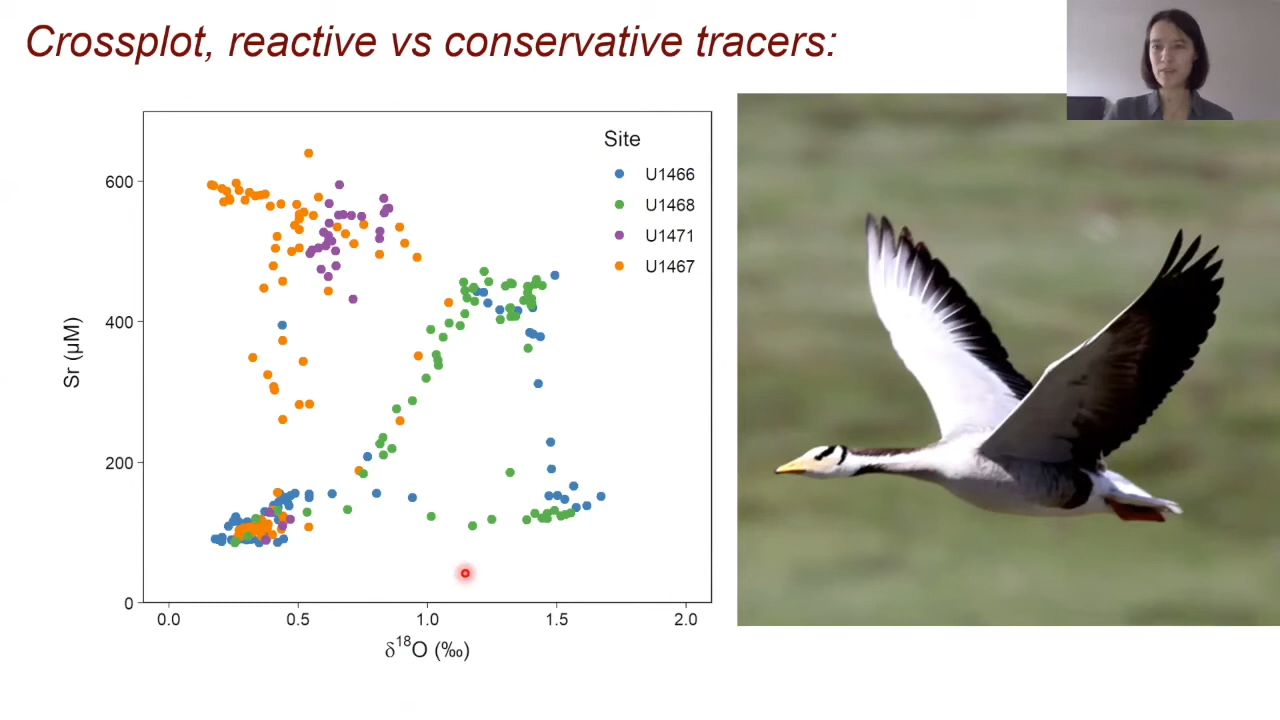 Crossplot, reactive vs conservative tracers:
Site
U1466
U1468
U1471
U1467
600
400
200
0
Sr (μM)
0.0 0.5 1.0 1.5 2.0
δ¹⁸O (‰)